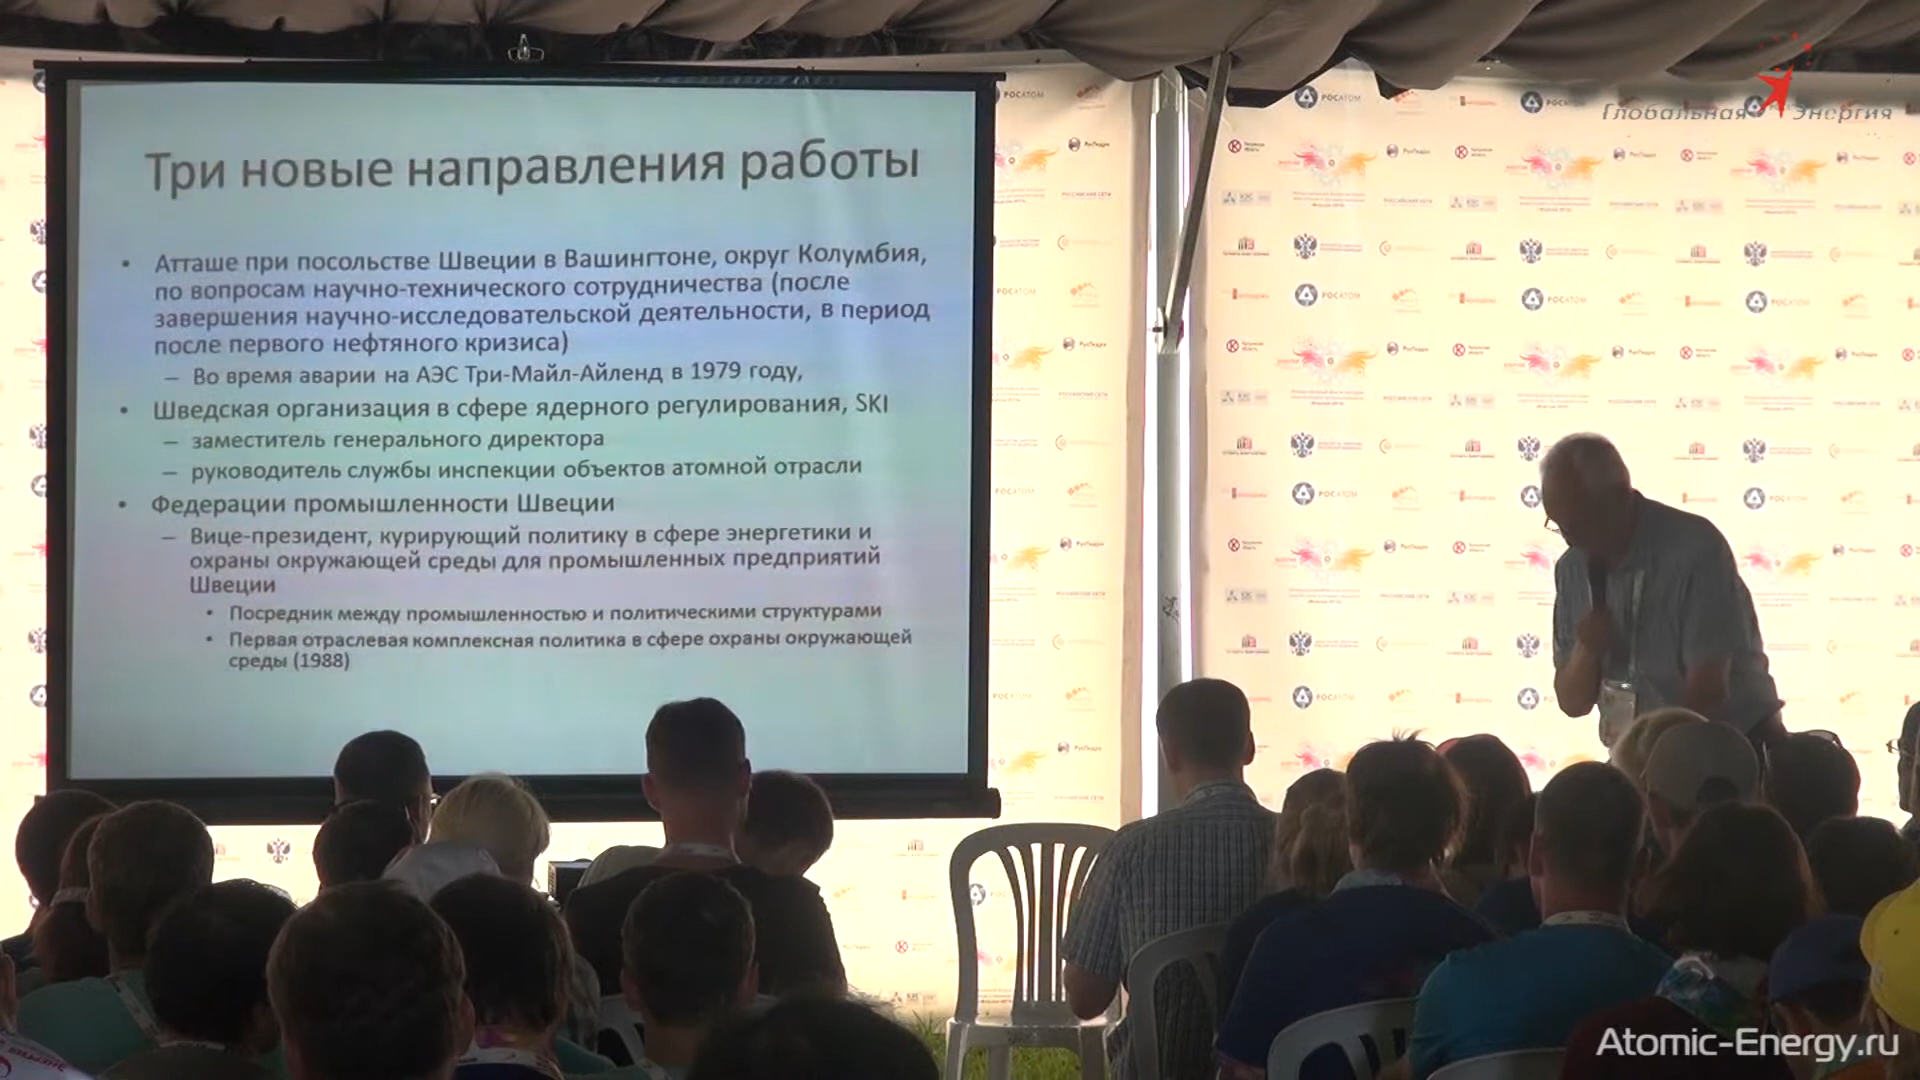 Три новые направления работы
• Атташе при посольстве Швеции в Вашингтоне, округ Колумбия,
по вопросам научно-технического сотрудничества (после
завершения научно-исследовательской деятельности, в период
после первого нефтяного кризиса)
– Во время аварии на АЭС Три-Майл-Айленд в 1979 году,
• Шведская организация в сфере ядерного регулирования, SKI
– заместитель генерального директора
– руководитель службы инспекции объектов атомной отрасли
• Федерации промышленности Швеции
– Вице-президент, курирующий политику в сфере энергетики и
охраны окружающей среды для промышленных предприятий
Швеции
• Посредник между промышленностью и политическими структурами
• Первая отраслевая комплексная политика в сфере охраны окружающей
среды (1988)
Глобальная Энергия
РОСАТОМ
РусГидро
РОССИЙСКИЕ СЕТИ
Atomic-Energy.ru